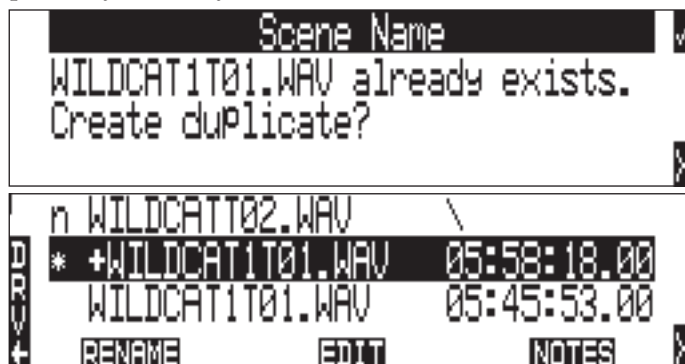 Scene Name
WILDCAT1T01.WAV already exists.
Create duplicate?
n WILDCATT02.WAV \
* +WILDCAT1T01.WAV 05:58:18.00
WILDCAT1T01.WAV 05:45:53.00
DRV
RENAME EDIT NOTES